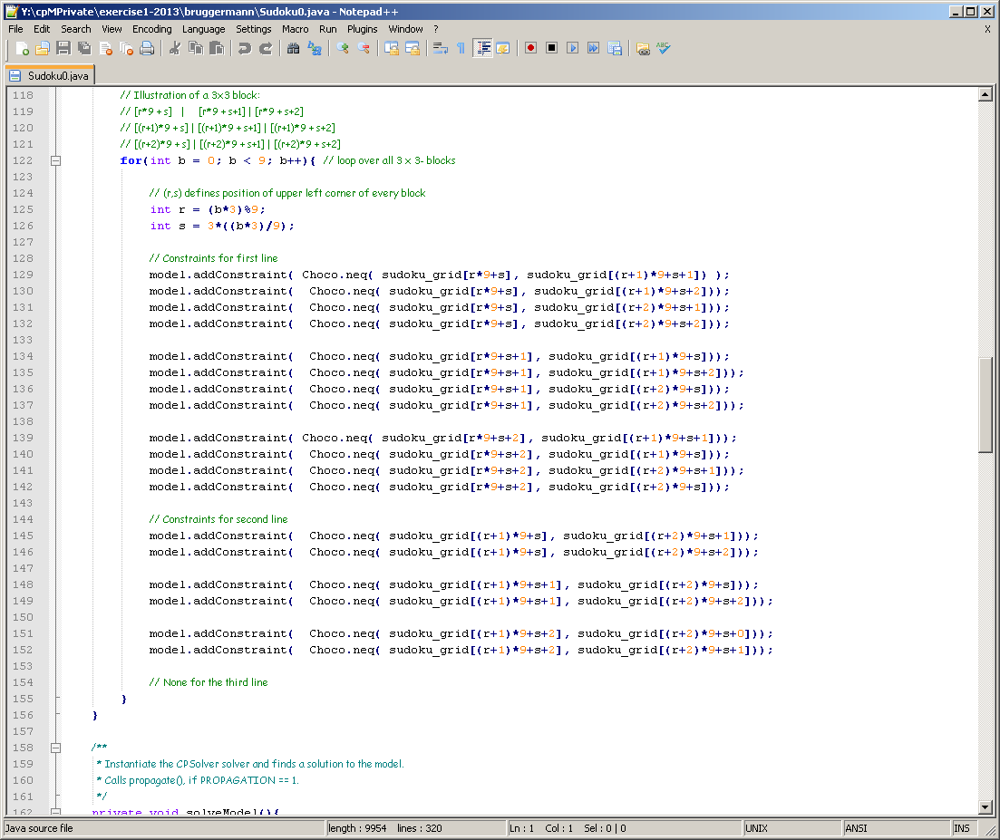 Y:\cpMPrivate\exercise1-2013\bruggermann\Sudoku0.java - Notepad++
File Edit Search View Encoding Language Settings Macro Run Plugins Window ? X
Sudoku0.java
118 // Illustration of a 3x3 block:
119 // [r*9 + s] | [r*9 + s+1] | [r*9 + s+2]
120 // [(r+1)*9 + s] | [(r+1)*9 + s+1] | [(r+1)*9 + s+2]
121 // [(r+2)*9 + s] | [(r+2)*9 + s+1] | [(r+2)*9 + s+2]
122 for(int b = 0; b < 9; b++){ // loop over all 3 x 3- blocks
123
124 // (r,s) defines position of upper left corner of every block
125 int r = (b*3)%9;
126 int s = 3*((b*3)/9);
127
128 // Constraints for first line
129 model.addConstraint( Choco.neq( sudoku_grid[r*9+s], sudoku_grid[(r+1)*9+s+1]) );
130 model.addConstraint( Choco.neq( sudoku_grid[r*9+s], sudoku_grid[(r+1)*9+s+2]));
131 model.addConstraint( Choco.neq( sudoku_grid[r*9+s], sudoku_grid[(r+2)*9+s+1]));
132 model.addConstraint( Choco.neq( sudoku_grid[r*9+s], sudoku_grid[(r+2)*9+s+2]));
133
134 model.addConstraint( Choco.neq( sudoku_grid[r*9+s+1], sudoku_grid[(r+1)*9+s]));
135 model.addConstraint( Choco.neq( sudoku_grid[r*9+s+1], sudoku_grid[(r+1)*9+s+2]));
136 model.addConstraint( Choco.neq( sudoku_grid[r*9+s+1], sudoku_grid[(r+2)*9+s]));
137 model.addConstraint( Choco.neq( sudoku_grid[r*9+s+1], sudoku_grid[(r+2)*9+s+2]));
138
139 model.addConstraint( Choco.neq( sudoku_grid[r*9+s+2], sudoku_grid[(r+1)*9+s+1]));
140 model.addConstraint( Choco.neq( sudoku_grid[r*9+s+2], sudoku_grid[(r+1)*9+s]));
141 model.addConstraint( Choco.neq( sudoku_grid[r*9+s+2], sudoku_grid[(r+2)*9+s+1]));
142 model.addConstraint( Choco.neq( sudoku_grid[r*9+s+2], sudoku_grid[(r+2)*9+s]));
143
144 // Constraints for second line
145 model.addConstraint( Choco.neq( sudoku_grid[(r+1)*9+s], sudoku_grid[(r+2)*9+s+1]));
146 model.addConstraint( Choco.neq( sudoku_grid[(r+1)*9+s], sudoku_grid[(r+2)*9+s+2]));
147
148 model.addConstraint( Choco.neq( sudoku_grid[(r+1)*9+s+1], sudoku_grid[(r+2)*9+s]));
149 model.addConstraint( Choco.neq( sudoku_grid[(r+1)*9+s+1], sudoku_grid[(r+2)*9+s+2]));
150
151 model.addConstraint( Choco.neq( sudoku_grid[(r+1)*9+s+2], sudoku_grid[(r+2)*9+s+0]));
152 model.addConstraint( Choco.neq( sudoku_grid[(r+1)*9+s+2], sudoku_grid[(r+2)*9+s+1]));
153
154 // None for the third line
155 }
156 }
157
158 /**
159 * Instantiate the CPSolver solver and finds a solution to the model.
160 * Calls propagate(), if PROPAGATION == 1.
161 */
162 private void solveModel(){
Java source file length : 9954 lines : 320 Ln : 1 Col : 1 Sel : 0 | 0 UNIX ANSI INS